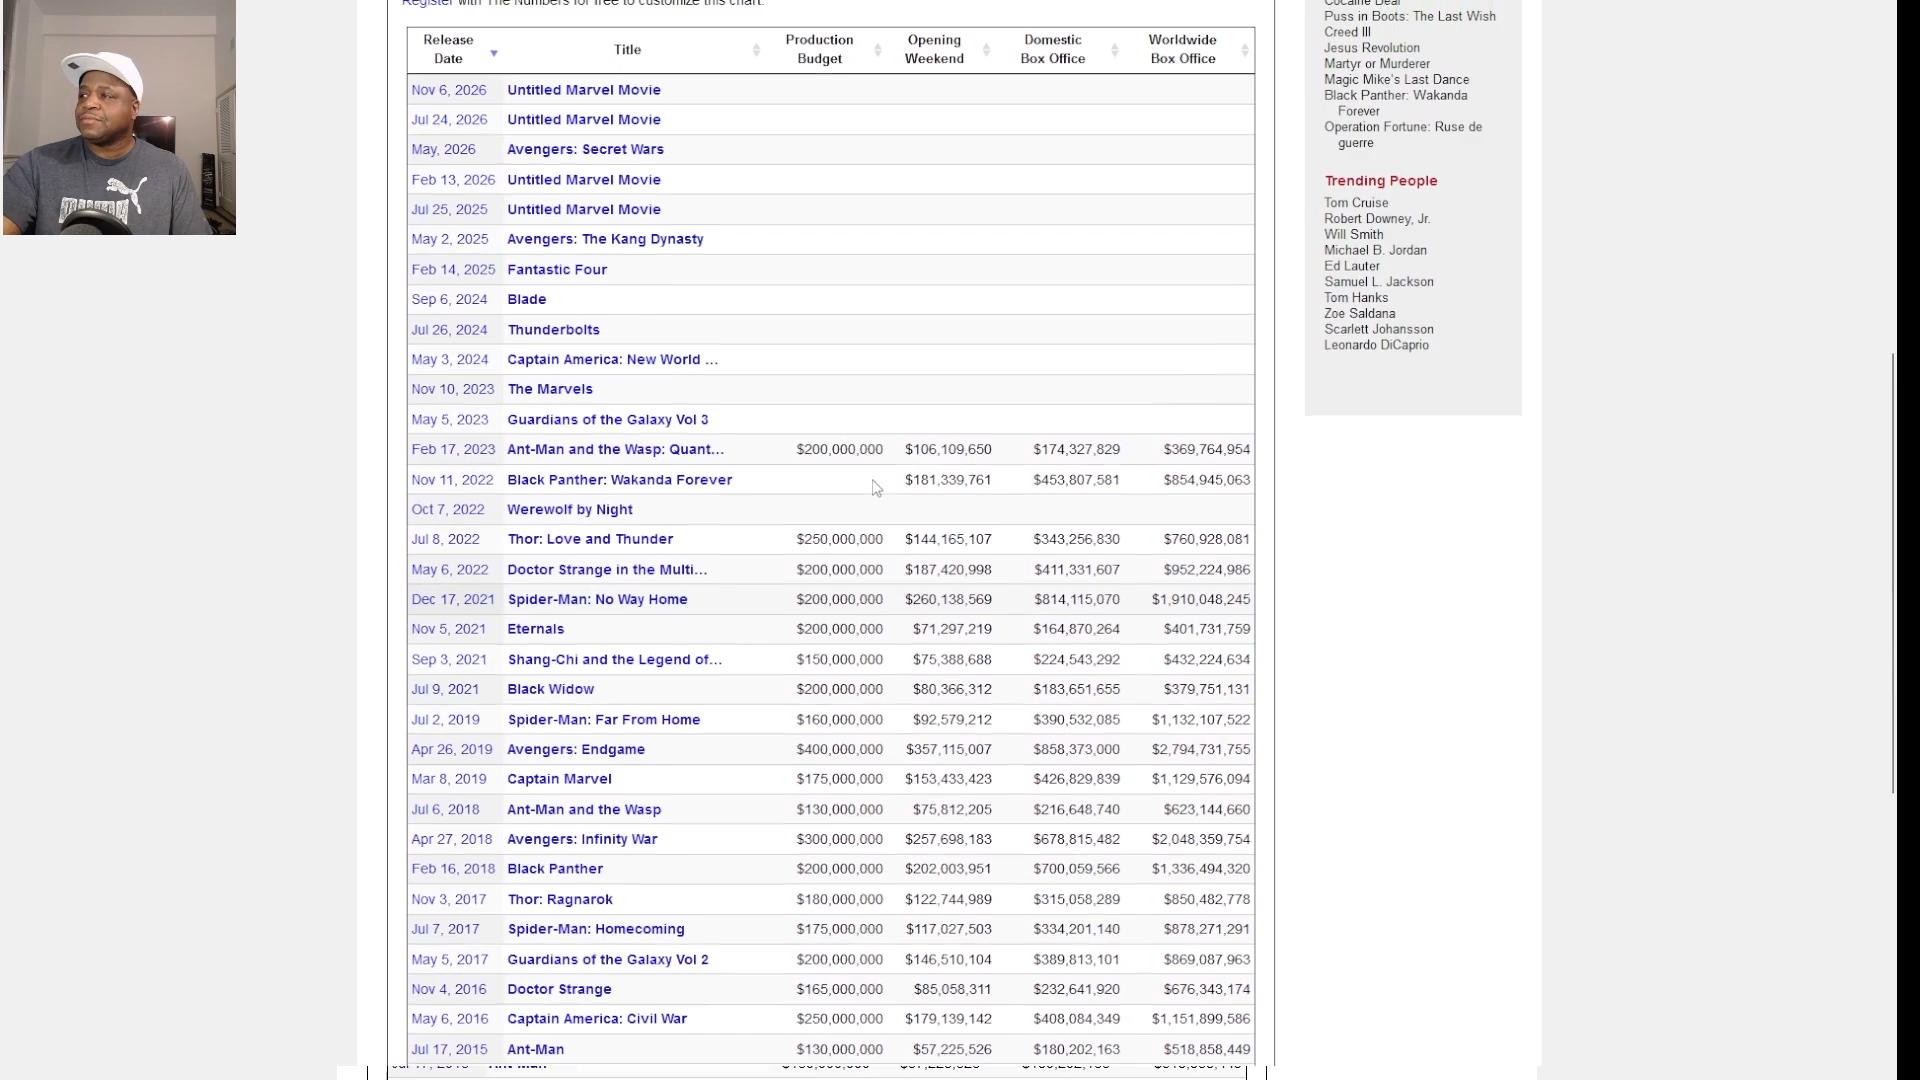 Register with The Numbers for free to customize this chart.
Release Date Title Production Budget Opening Weekend Domestic Box Office Worldwide Box Office
Nov 6, 2026 Untitled Marvel Movie
Jul 24, 2026 Untitled Marvel Movie
May, 2026 Avengers: Secret Wars
Feb 13, 2026 Untitled Marvel Movie
Jul 25, 2025 Untitled Marvel Movie
May 2, 2025 Avengers: The Kang Dynasty
Feb 14, 2025 Fantastic Four
Sep 6, 2024 Blade
Jul 26, 2024 Thunderbolts
May 3, 2024 Captain America: New World ...
Nov 10, 2023 The Marvels
May 5, 2023 Guardians of the Galaxy Vol 3
Feb 17, 2023 Ant-Man and the Wasp: Quant... $200,000,000 $106,109,650 $174,327,829 $369,764,954
Nov 11, 2022 Black Panther: Wakanda Forever $181,339,761 $453,807,581 $854,945,063
Oct 7, 2022 Werewolf by Night
Jul 8, 2022 Thor: Love and Thunder $250,000,000 $144,165,107 $343,256,830 $760,928,081
May 6, 2022 Doctor Strange in the Multi... $200,000,000 $187,420,998 $411,331,607 $952,224,986
Dec 17, 2021 Spider-Man: No Way Home $200,000,000 $260,138,569 $814,115,070 $1,910,048,245
Nov 5, 2021 Eternals $200,000,000 $71,297,219 $164,870,264 $401,731,759
Sep 3, 2021 Shang-Chi and the Legend of... $150,000,000 $75,388,688 $224,543,292 $432,224,634
Jul 9, 2021 Black Widow $200,000,000 $80,366,312 $183,651,655 $379,751,131
Jul 2, 2019 Spider-Man: Far From Home $160,000,000 $92,579,212 $390,532,085 $1,132,107,522
Apr 26, 2019 Avengers: Endgame $400,000,000 $357,115,007 $858,373,000 $2,794,731,755
Mar 8, 2019 Captain Marvel $175,000,000 $153,433,423 $426,829,839 $1,129,576,094
Jul 6, 2018 Ant-Man and the Wasp $130,000,000 $75,812,205 $216,648,740 $623,144,660
Apr 27, 2018 Avengers: Infinity War $300,000,000 $257,698,183 $678,815,482 $2,048,359,754
Feb 16, 2018 Black Panther $200,000,000 $202,003,951 $700,059,566 $1,336,494,320
Nov 3, 2017 Thor: Ragnarok $180,000,000 $122,744,989 $315,058,289 $850,482,778
Jul 7, 2017 Spider-Man: Homecoming $175,000,000 $117,027,503 $334,201,140 $878,271,291
May 5, 2017 Guardians of the Galaxy Vol 2 $200,000,000 $146,510,104 $389,813,101 $869,087,963
Nov 4, 2016 Doctor Strange $165,000,000 $85,058,311 $232,641,920 $676,343,174
May 6, 2016 Captain America: Civil War $250,000,000 $179,139,142 $408,084,349 $1,151,899,586
Jul 17, 2015 Ant-Man $130,000,000 $57,225,526 $180,202,163 $518,858,449
Puss in Boots: The Last Wish
Creed III
Jesus Revolution
Martyr or Murderer
Magic Mike's Last Dance
Black Panther: Wakanda
Forever
Operation Fortune: Ruse de
guerre
Trending People
Tom Cruise
Robert Downey, Jr.
Will Smith
Michael B. Jordan
Ed Lauter
Samuel L. Jackson
Tom Hanks
Zoe Saldana
Scarlett Johansson
Leonardo DiCaprio